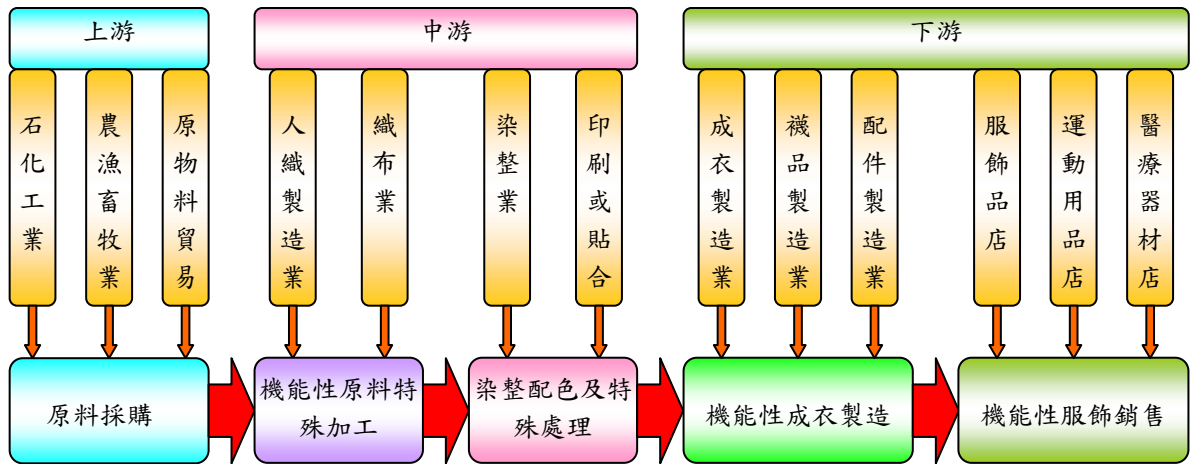 上游
中游
下游
石化工業
農漁畜牧業
原物料貿易
人織製造業
織布業
染整業
印刷或貼合
成衣製造業
襪品製造業
配件製造業
服飾品店
運動用品店
醫療器材店
原料採購
機能性原料特
殊加工
染整配色及特
殊處理
機能性成衣製造
機能性服飾銷售